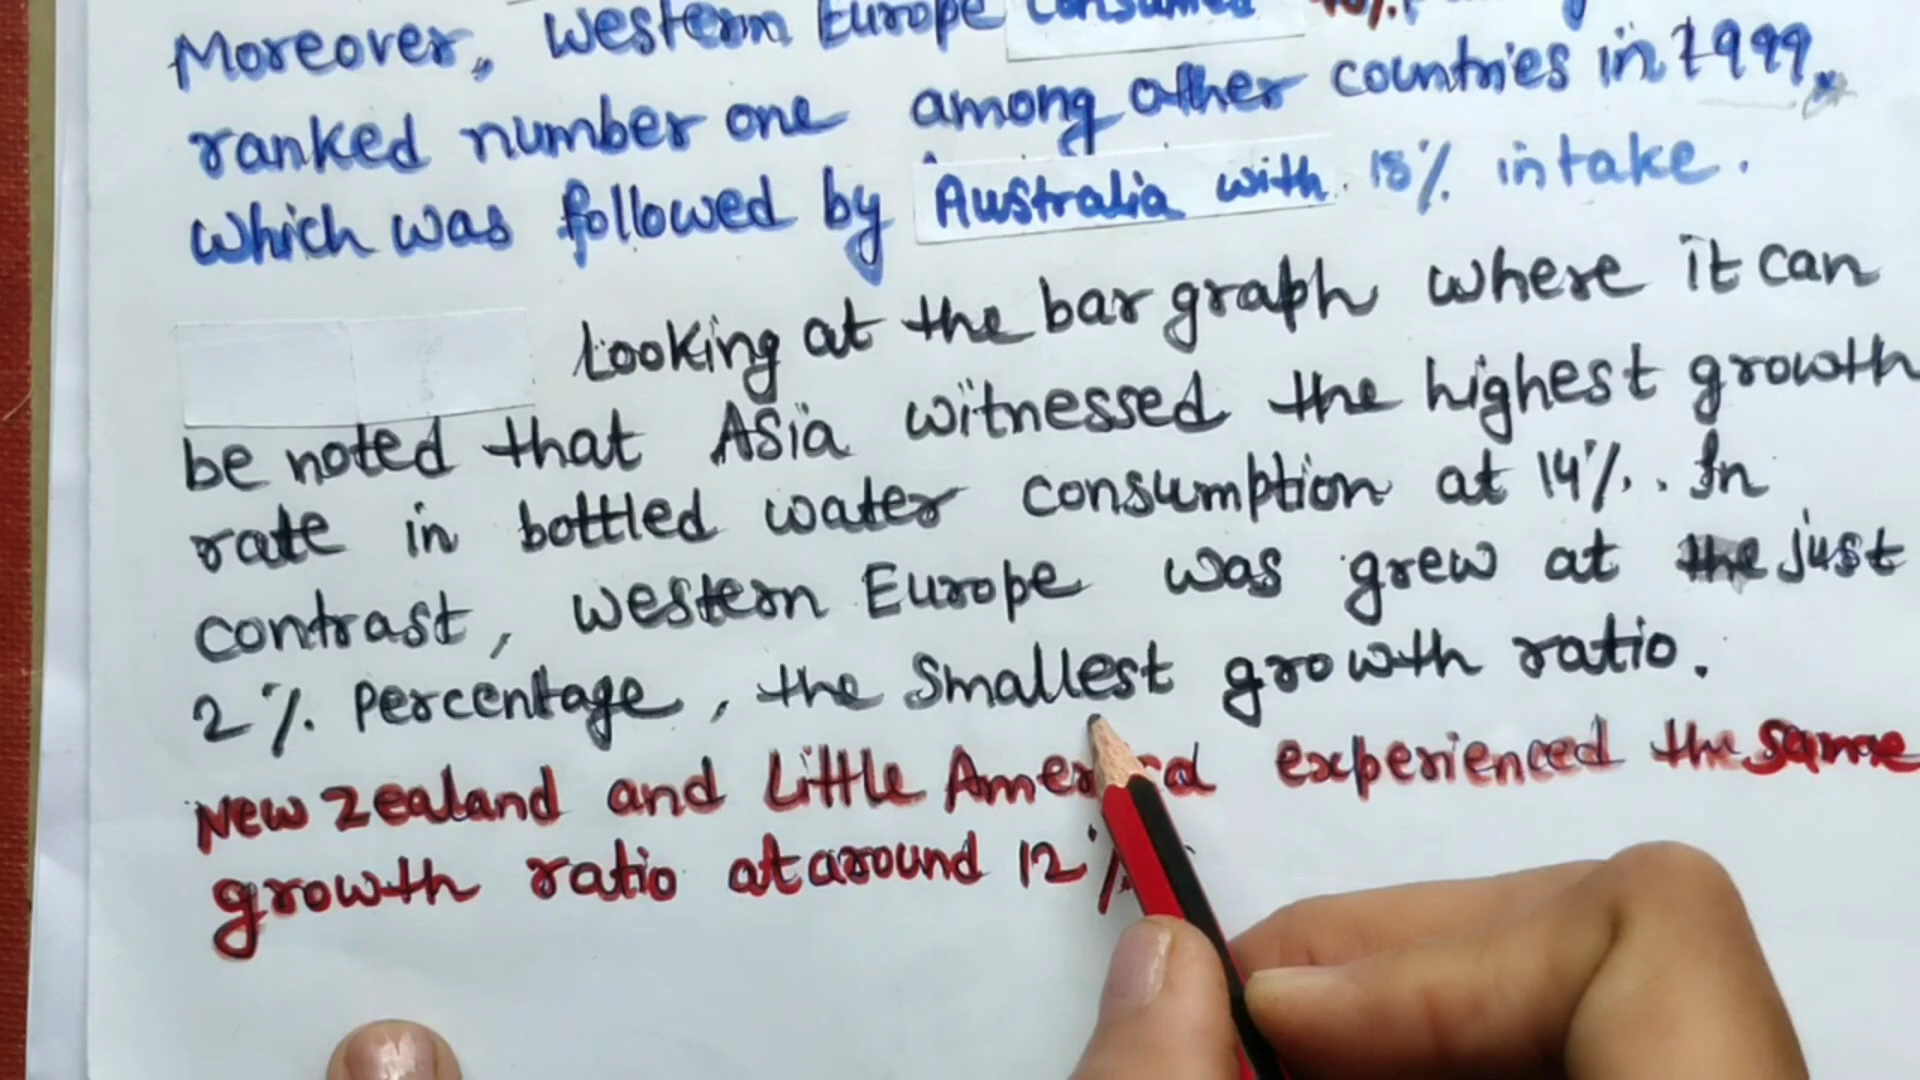 Moreover, Western Europe consumed
ranked number one among other countries in 1999.
which was followed by Australia with 18% intake.
Looking at the bar graph where it can
be noted that Asia witnessed the highest growth
rate in bottled water consumption at 14%. In
contrast, Western Europe was grew at the just
2% Percentage, the smallest growth ratio.
New Zealand and Little America experienced the same
growth ratio at around 12%